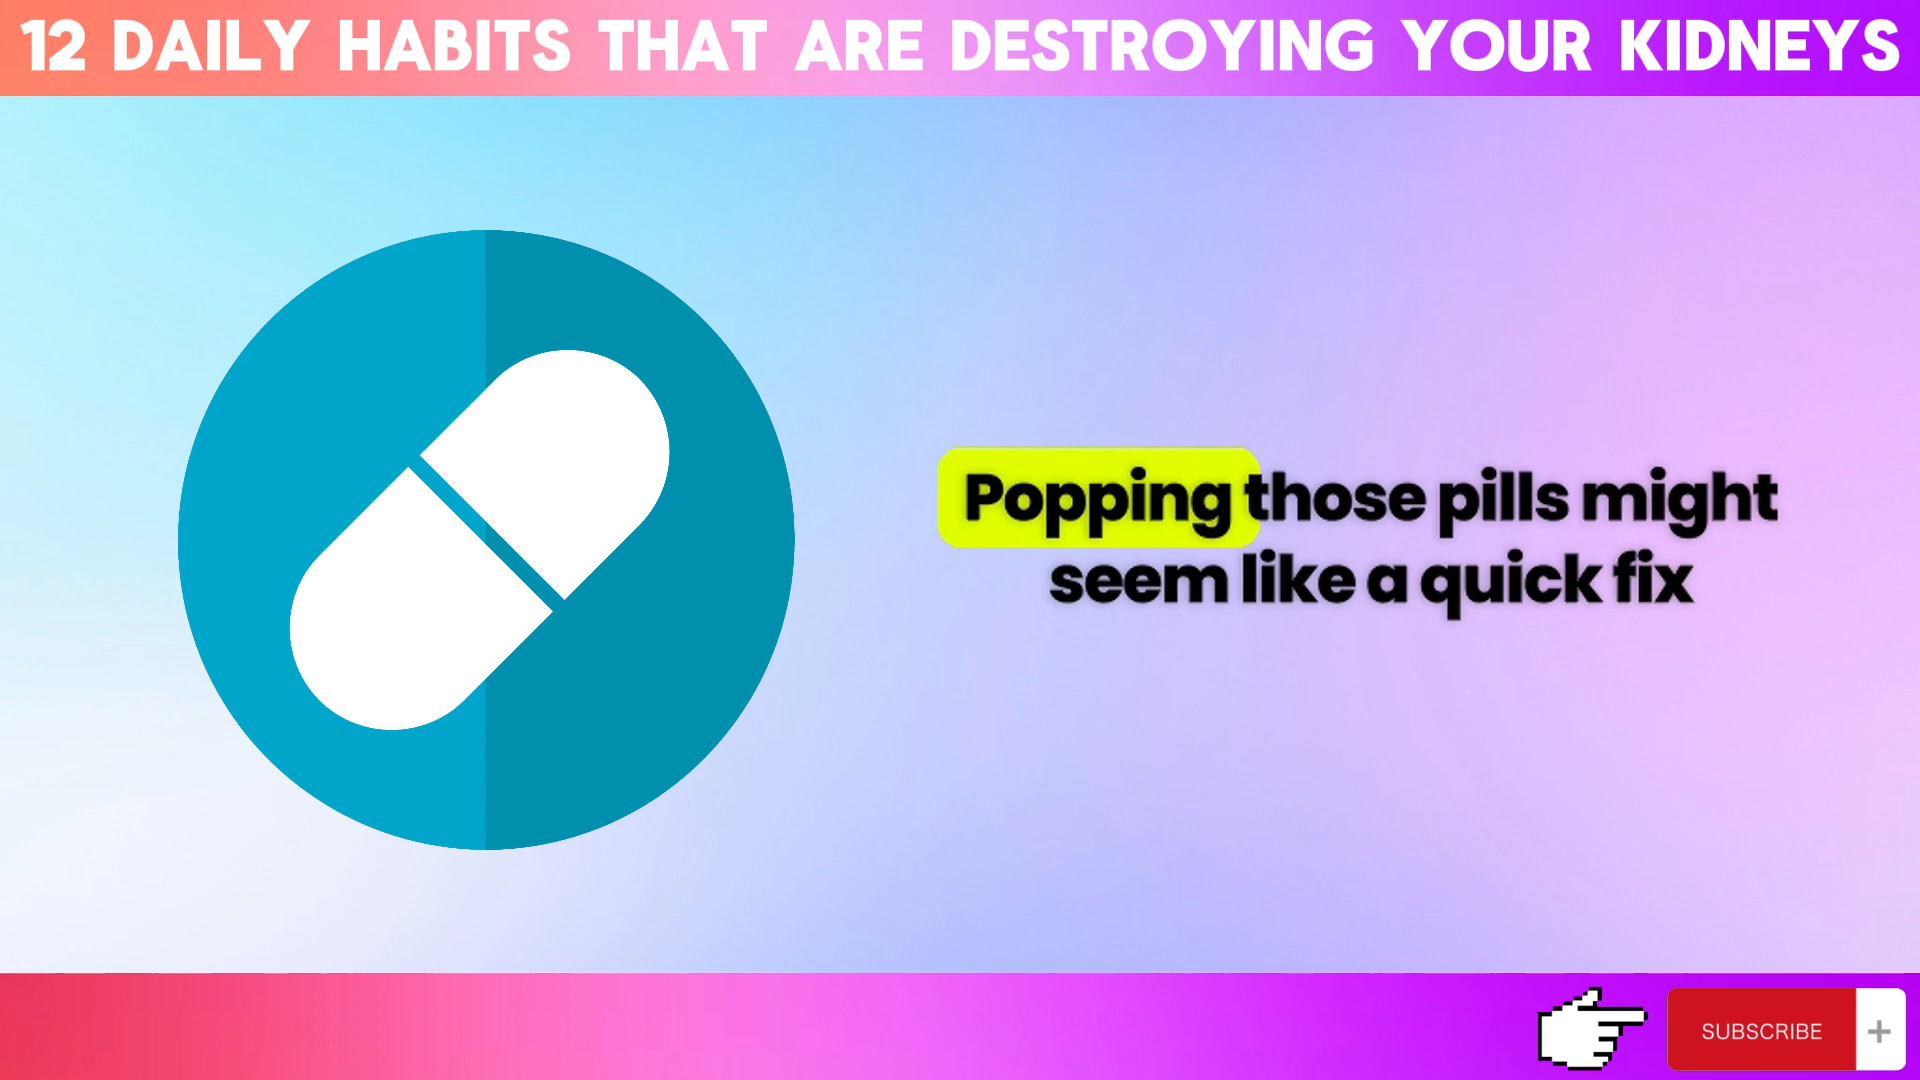 12 DAILY HABITS THAT ARE DESTROYING YOUR KIDNEYS
Popping those pills might
seem like a quick fix
SUBSCRIBE +